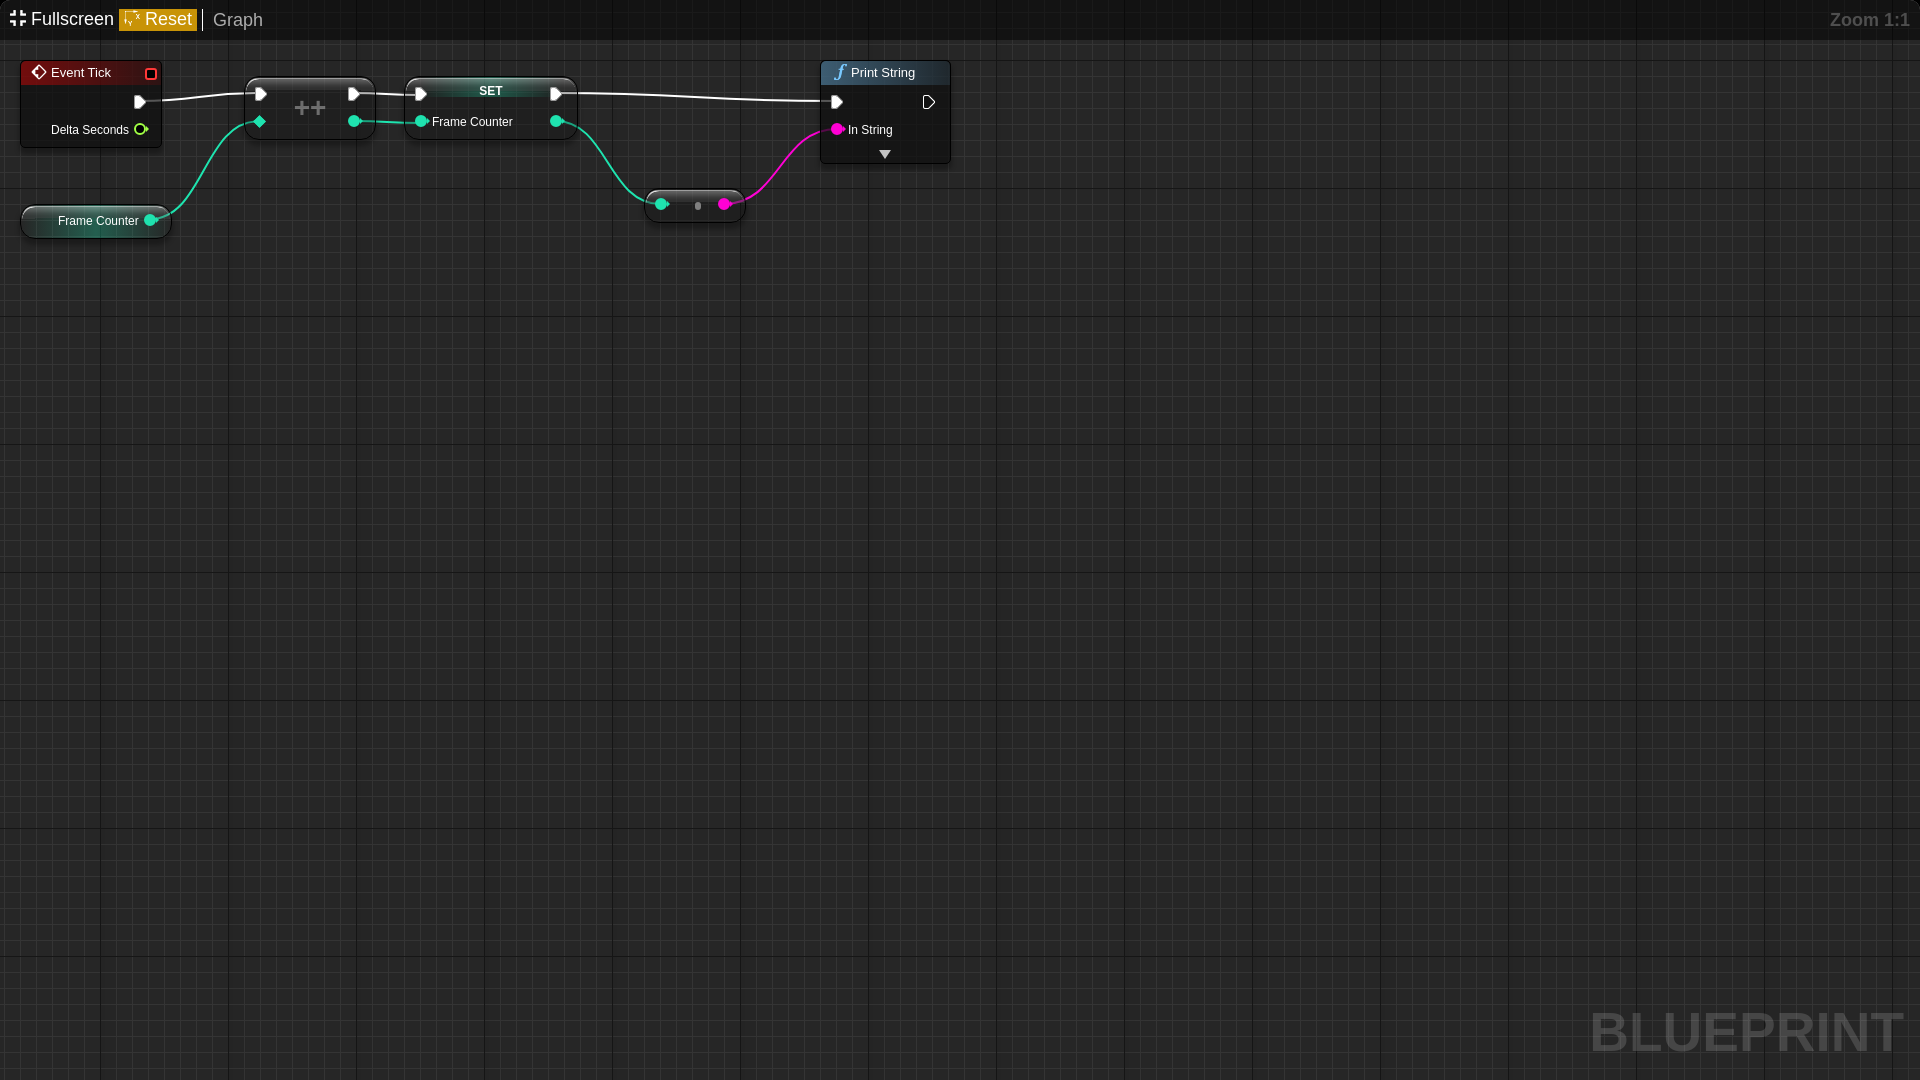 Fullscreen Reset Graph Zoom 1:1
Event Tick
Delta Seconds
++
SET
Frame Counter
Print String
In String
Frame Counter
BLUEPRINT